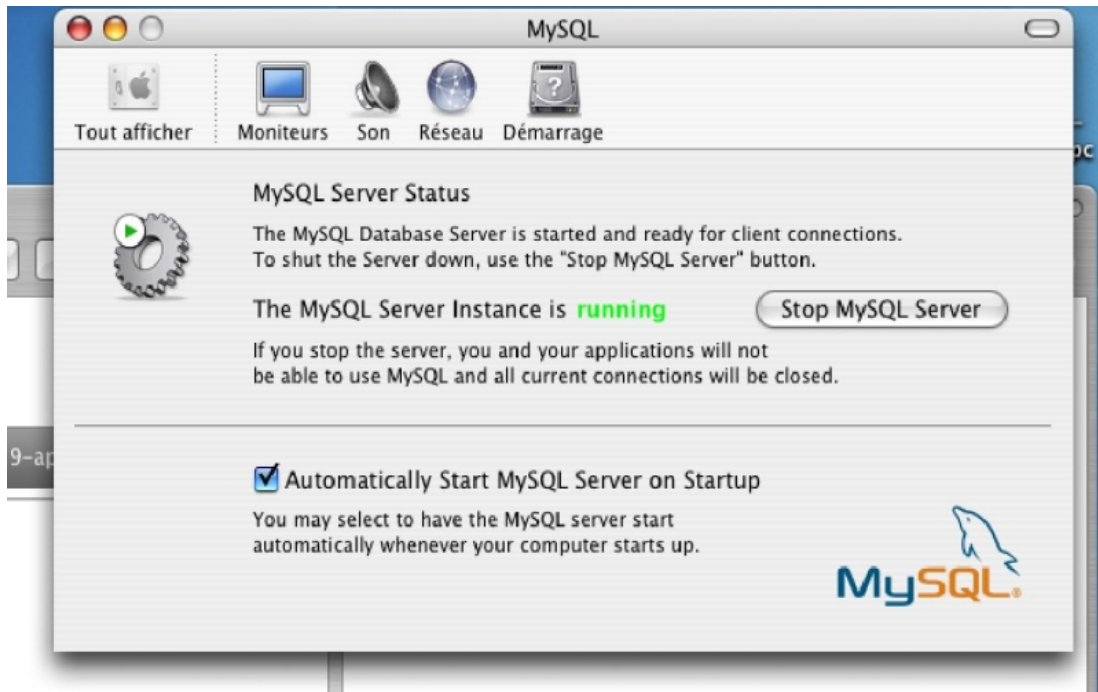 MySQL
Tout afficher
Moniteurs
Son
Réseau
Démarrage
MySQL Server Status
The MySQL Database Server is started and ready for client connections.
To shut the Server down, use the "Stop MySQL Server" button.
The MySQL Server Instance is running
Stop MySQL Server
If you stop the server, you and your applications will not
be able to use MySQL and all current connections will be closed.
Automatically Start MySQL Server on Startup
You may select to have the MySQL server start
automatically whenever your computer starts up.
MySQL®
9-ap
pc